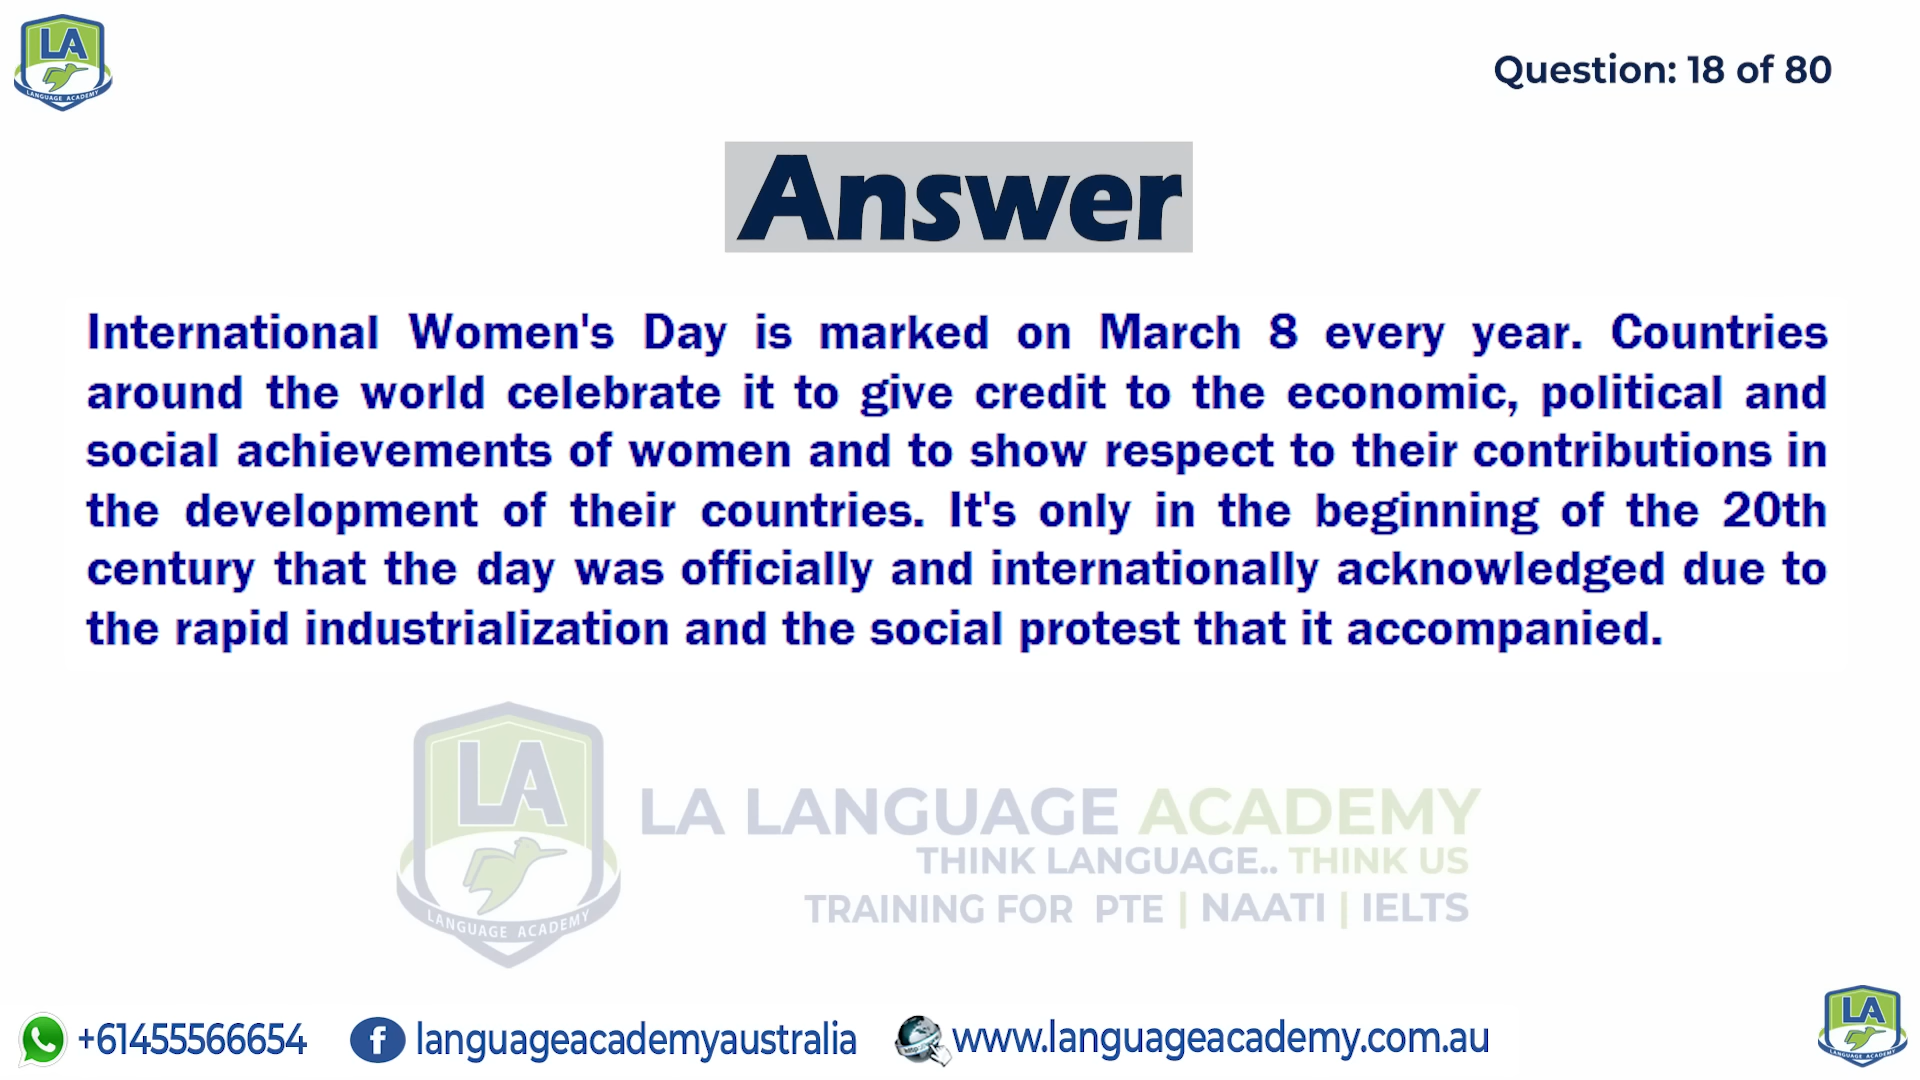 LA
LANGUAGE ACADEMY
Question: 18 of 80
Answer
International Women's Day is marked on March 8 every year. Countries
around the world celebrate it to give credit to the economic, political and
social achievements of women and to show respect to their contributions in
the development of their countries. It's only in the beginning of the 20th
century that the day was officially and internationally acknowledged due to
the rapid industrialization and the social protest that it accompanied.
LA
LANGUAGE ACADEMY
LA LANGUAGE ACADEMY
THINK LANGUAGE.. THINK US
TRAINING FOR PTE | NAATI | IELTS
+61455566654
f languageacademyaustralia
http www.languageacademy.com.au
LA
LANGUAGE ACADEMY